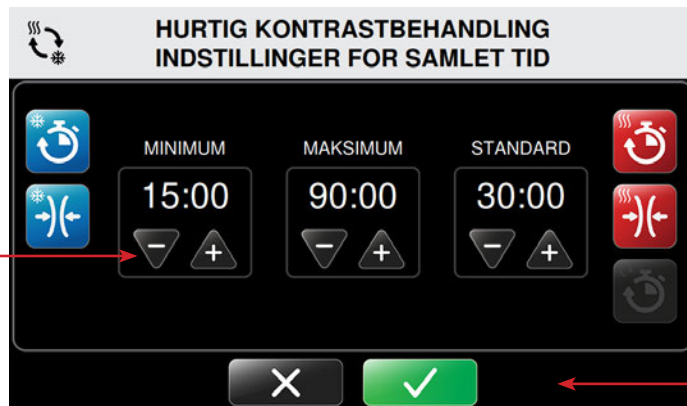 HURTIG KONTRASTBEHANDLING
INDSTILLINGER FOR SAMLET TID
MINIMUM MAKSIMUM STANDARD
15:00 90:00 30:00